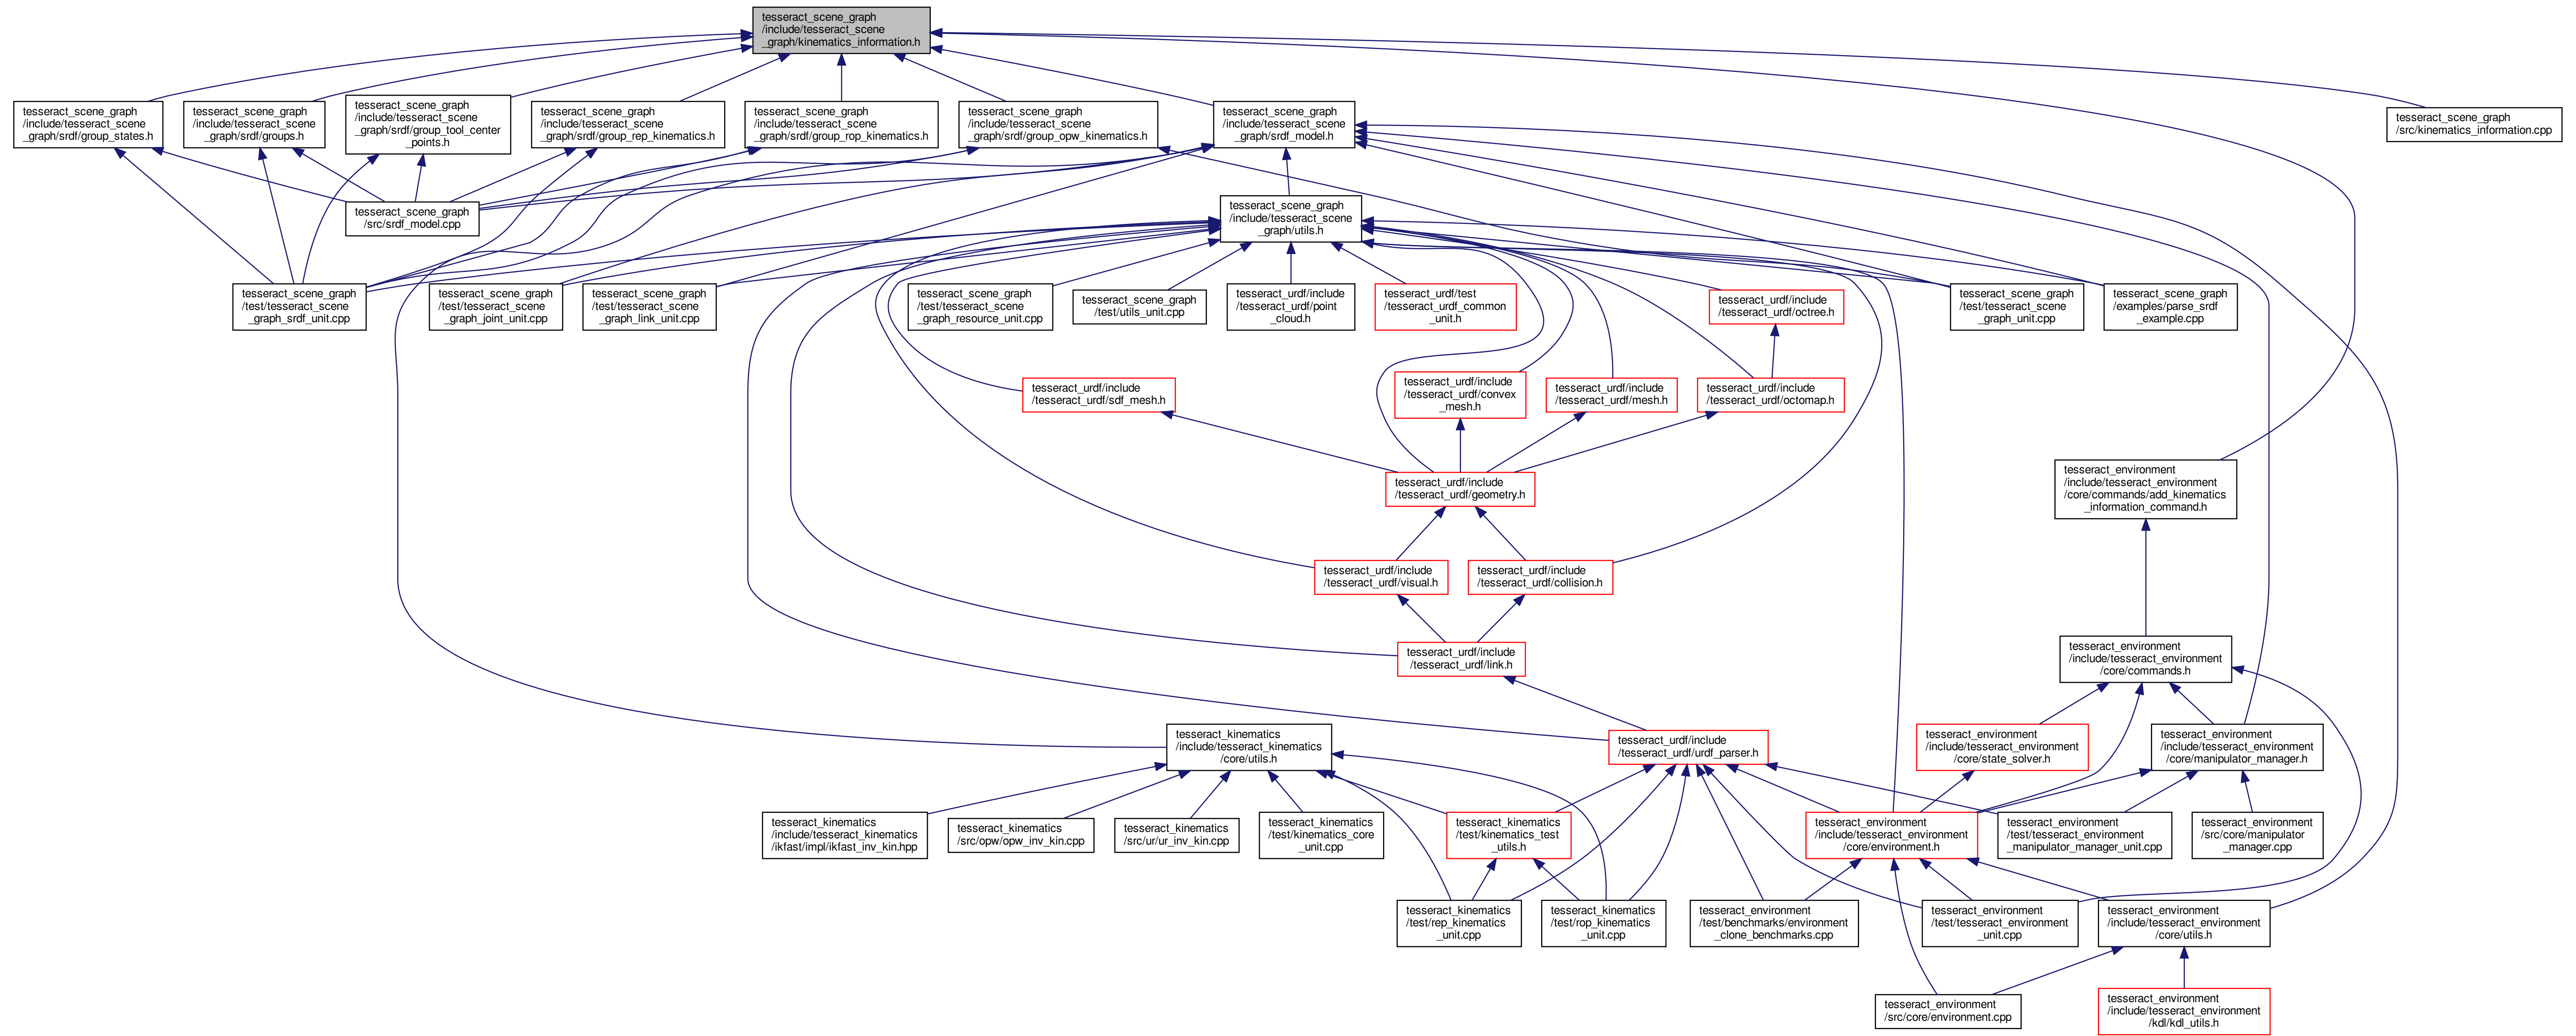 tesseract_scene_graph
/include/tesseract_scene
_graph/kinematics_information.h
tesseract_scene_graph
/include/tesseract_scene
_graph/srdf/group_states.h
tesseract_scene_graph
/include/tesseract_scene
_graph/srdf/groups.h
tesseract_scene_graph
/include/tesseract_scene
_graph/srdf/group_tool_center
_points.h
tesseract_scene_graph
/include/tesseract_scene
_graph/srdf/group_rep_kinematics.h
tesseract_scene_graph
/include/tesseract_scene
_graph/srdf/group_rop_kinematics.h
tesseract_scene_graph
/include/tesseract_scene
_graph/srdf/group_opw_kinematics.h
tesseract_scene_graph
/include/tesseract_scene
_graph/srdf_model.h
tesseract_scene_graph
/src/kinematics_information.cpp
tesseract_scene_graph
/src/srdf_model.cpp
tesseract_scene_graph
/include/tesseract_scene
_graph/utils.h
tesseract_scene_graph
/test/tesseract_scene
_graph_srdf_unit.cpp
tesseract_scene_graph
/test/tesseract_scene
_graph_joint_unit.cpp
tesseract_scene_graph
/test/tesseract_scene
_graph_link_unit.cpp
tesseract_scene_graph
/test/tesseract_scene
_graph_resource_unit.cpp
tesseract_scene_graph
/test/utils_unit.cpp
tesseract_urdf/include
/tesseract_urdf/point
_cloud.h
tesseract_urdf/test
/tesseract_urdf_common
_unit.h
tesseract_urdf/include
/tesseract_urdf/octree.h
tesseract_scene_graph
/test/tesseract_scene
_graph_unit.cpp
tesseract_scene_graph
/examples/parse_srdf
_example.cpp
tesseract_urdf/include
/tesseract_urdf/sdf_mesh.h
tesseract_urdf/include
/tesseract_urdf/convex
_mesh.h
tesseract_urdf/include
/tesseract_urdf/mesh.h
tesseract_urdf/include
/tesseract_urdf/octomap.h
tesseract_urdf/include
/tesseract_urdf/geometry.h
tesseract_environment
/include/tesseract_environment
/core/commands/add_kinematics
_information_command.h
tesseract_urdf/include
/tesseract_urdf/visual.h
tesseract_urdf/include
/tesseract_urdf/collision.h
tesseract_urdf/include
/tesseract_urdf/link.h
tesseract_environment
/include/tesseract_environment
/core/commands.h
tesseract_kinematics
/include/tesseract_kinematics
/core/utils.h
tesseract_urdf/include
/tesseract_urdf/urdf_parser.h
tesseract_environment
/include/tesseract_environment
/core/state_solver.h
tesseract_environment
/include/tesseract_environment
/core/manipulator_manager.h
tesseract_kinematics
/include/tesseract_kinematics
/ikfast/impl/ikfast_inv_kin.hpp
tesseract_kinematics
/src/opw/opw_inv_kin.cpp
tesseract_kinematics
/src/ur/ur_inv_kin.cpp
tesseract_kinematics
/test/kinematics_core
_unit.cpp
tesseract_kinematics
/test/kinematics_test
_utils.h
tesseract_environment
/include/tesseract_environment
/core/environment.h
tesseract_environment
/test/tesseract_environment
_manipulator_manager_unit.cpp
tesseract_environment
/src/core/manipulator
_manager.cpp
tesseract_kinematics
/test/rep_kinematics
_unit.cpp
tesseract_kinematics
/test/rop_kinematics
_unit.cpp
tesseract_environment
/test/benchmarks/environment
_clone_benchmarks.cpp
tesseract_environment
/test/tesseract_environment
_unit.cpp
tesseract_environment
/include/tesseract_environment
/core/utils.h
tesseract_environment
/src/core/environment.cpp
tesseract_environment
/include/tesseract_environment
/kdl/kdl_utils.h